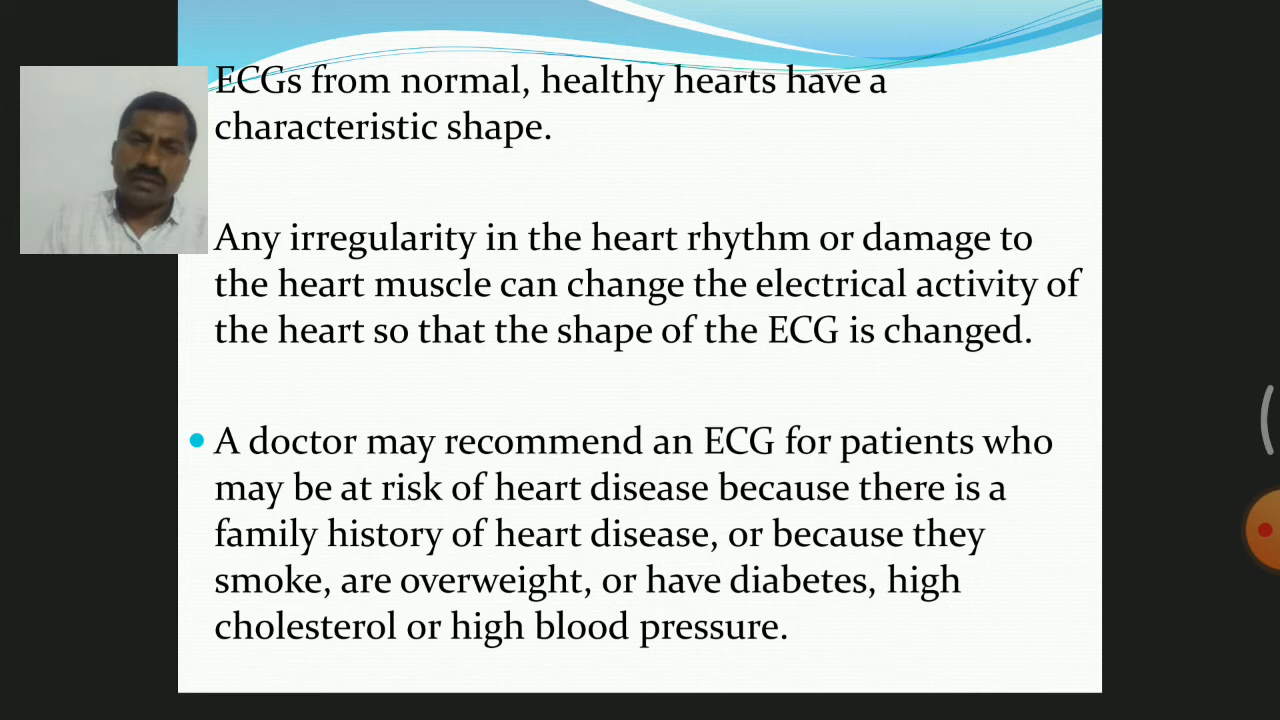 ECGs from normal, healthy hearts have a
characteristic shape.
Any irregularity in the heart rhythm or damage to
the heart muscle can change the electrical activity of
the heart so that the shape of the ECG is changed.
A doctor may recommend an ECG for patients who
may be at risk of heart disease because there is a
family history of heart disease, or because they
smoke, are overweight, or have diabetes, high
cholesterol or high blood pressure.